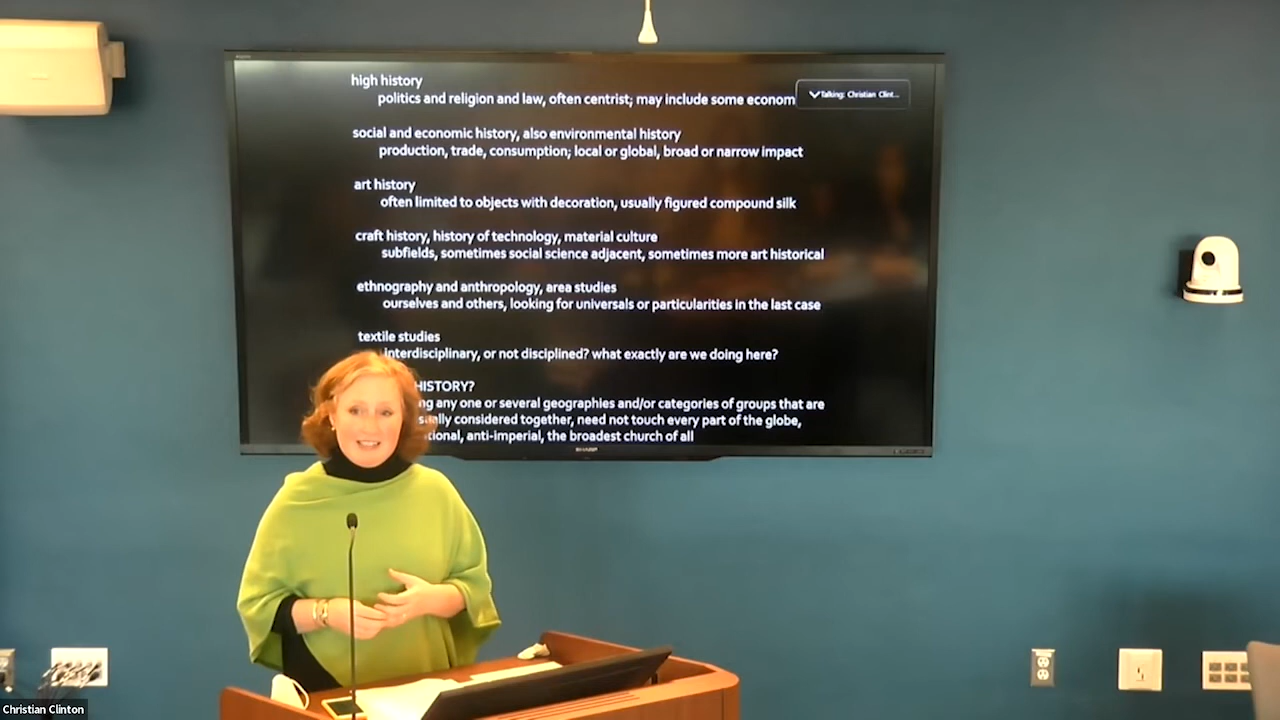 high history
politics and religion and law, often centrist; may include some econom
Talking: Christian Clint...
social and economic history, also environmental history
production, trade, consumption; local or global, broad or narrow impact
art history
often limited to objects with decoration, usually figured compound silk
craft history, history of technology, material culture
subfields, sometimes social science adjacent, sometimes more art historical
ethnography and anthropology, area studies
ourselves and others, looking for universals or particularities in the last case
textile studies
interdisciplinary, or not disciplined? what exactly are we doing here?
HISTORY?
any one or several geographies and/or categories of groups that are
considered together, need not touch every part of the globe,
anti-imperial, the broadest church of all
SHARP
Christian Clinton